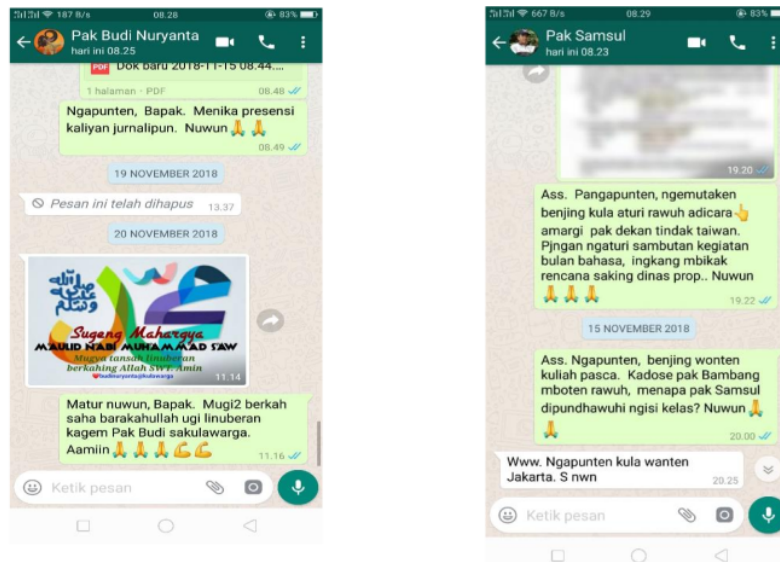 187 B/s 08.28 83%
Pak Budi Nuryanta
hari ini 08.25
PDF Dok baru 2018-11-15 08.44....
1 halaman • PDF 08.48
Ngapunten, Bapak. Menika presensi
kaliyan jurnalipun. Nuwun 🙏 🙏
08.49
19 NOVEMBER 2018
Pesan ini telah dihapus 13.37
20 NOVEMBER 2018
صلى الله عليه وسلم
Sugeng Mahargya
MAULID NABI MUHAMMAD SAW
Mugya tansah linuberan
berkahing Allah SWT. Amin
11.14
Matur nuwun, Bapak. Mugi2 berkah
saha barakahullah ugi linuberan
kagem Pak Budi sakulawarga.
Aamiin 🙏 🙏 🙏 💪 💪 11.16
Ketik pesan
667 B/s 08.29 83%
Pak Samsul
hari ini 08.23
19.20
Ass. Pangapunten, ngemutaken
benjing kula aturi rawuh adicara 👆
amargi pak dekan tindak taiwan.
Pjngan ngaturi sambutan kegiatan
bulan bahasa, ingkang mbikak
rencana saking dinas prop.. Nuwun
🙏 🙏 🙏 19.22
15 NOVEMBER 2018
Ass. Ngapunten, benjing wonten
kuliah pasca. Kadose pak Bambang
mboten rawuh, menapa pak Samsul
dipundhawuhi ngisi kelas? Nuwun 🙏
🙏 20.00
Www. Ngapunten kula wanten
Jakarta. S nwn 20.25
Ketik pesan